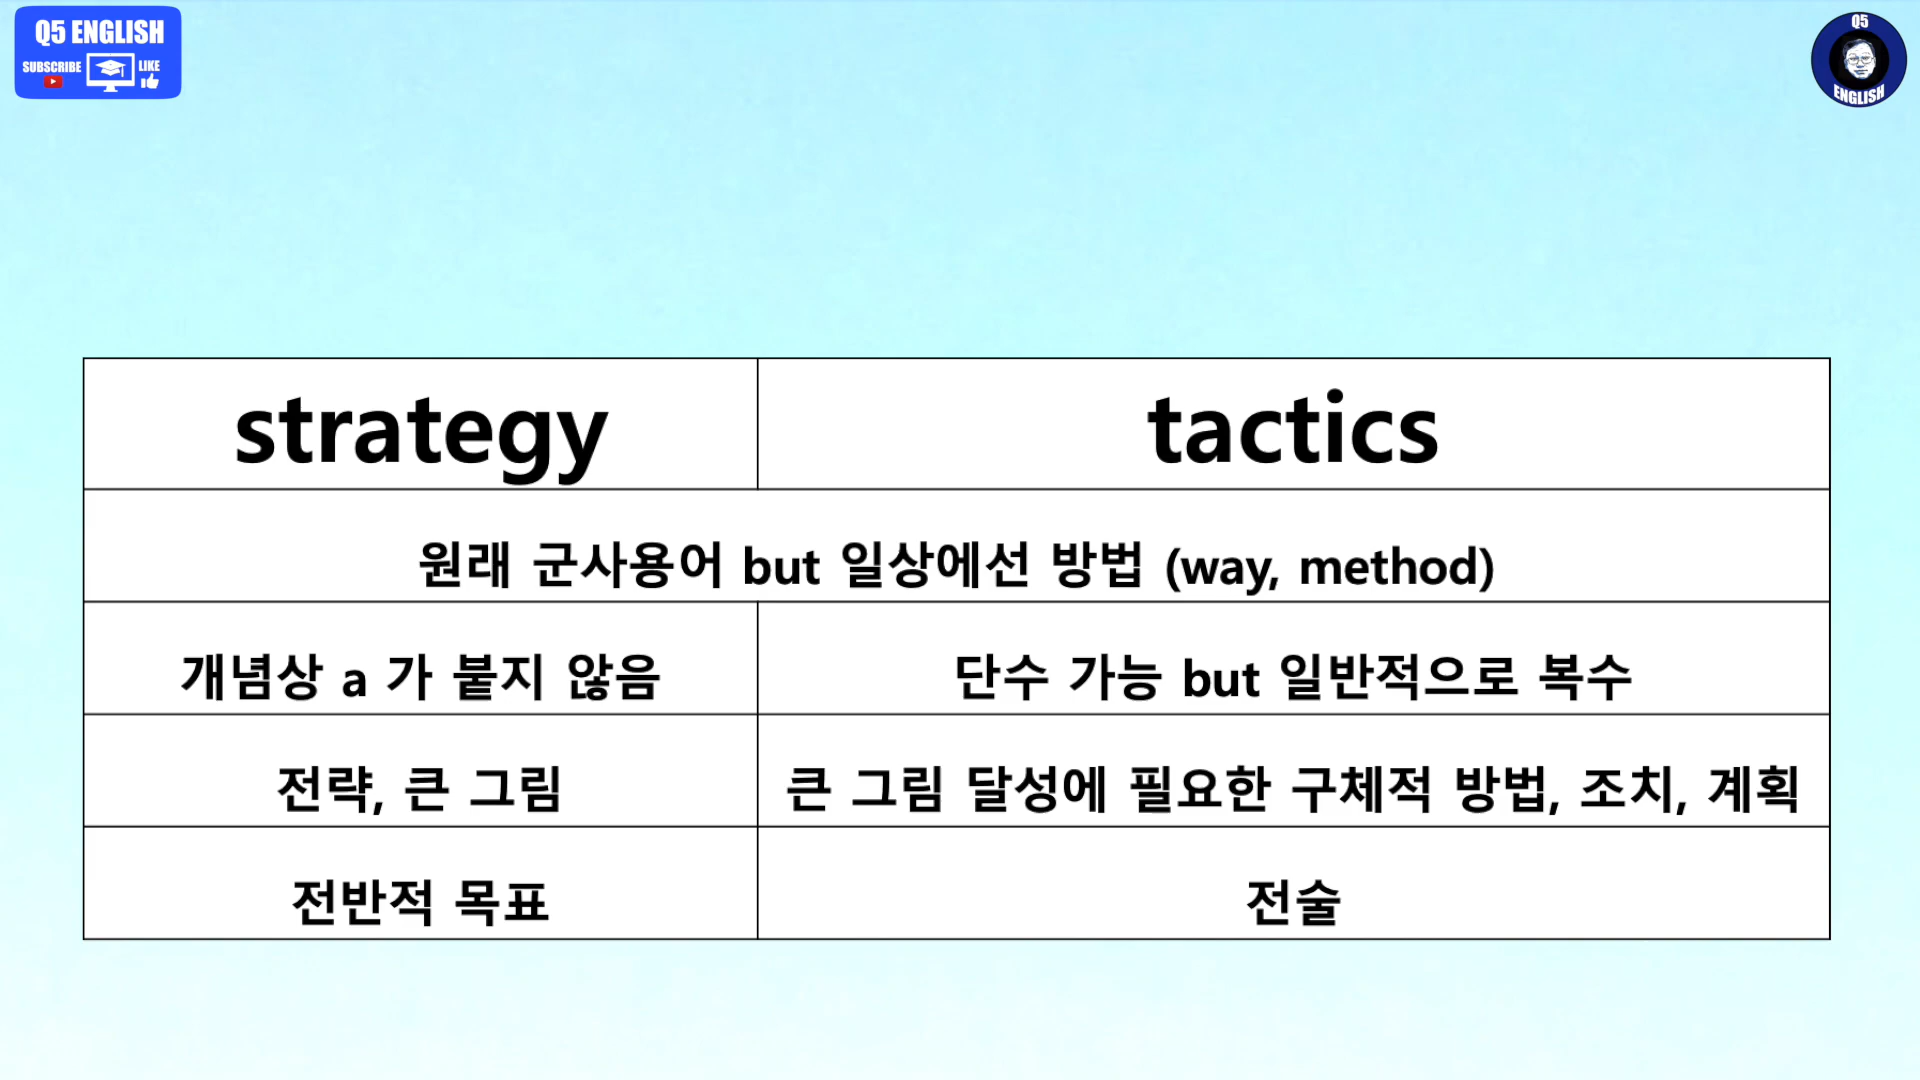 Q5 ENGLISH
SUBSCRIBE
LIKE
Q5
ENGLISH
strategy
tactics
원래 군사용어 but 일상에선 방법 (way, method)
개념상 a 가 붙지 않음
단수 가능 but 일반적으로 복수
전략, 큰 그림
큰 그림 달성에 필요한 구체적 방법, 조치, 계획
전반적 목표
전술